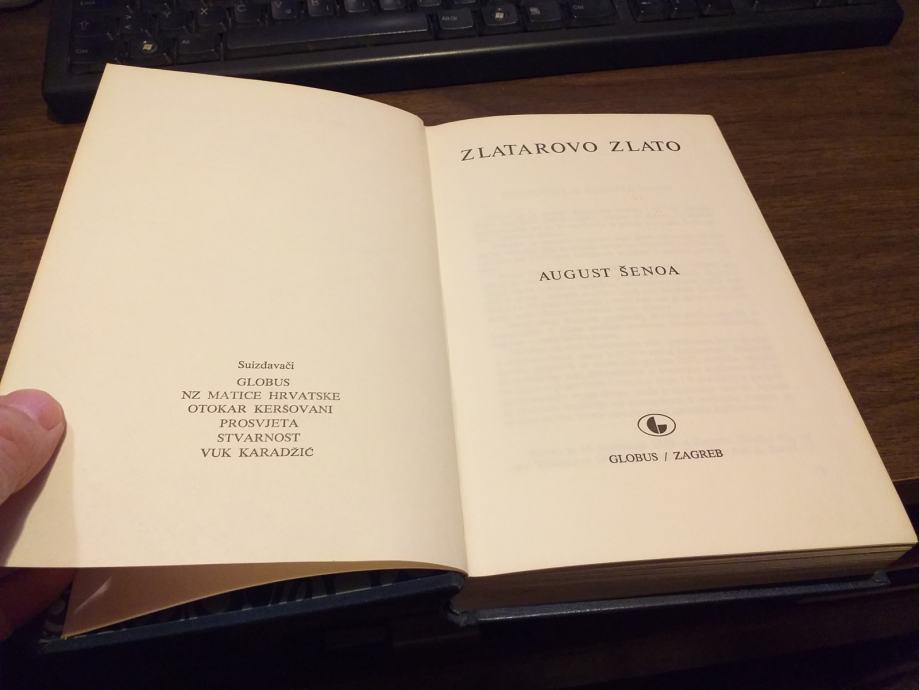 Suizdavači
GLOBUS
NZ MATICE HRVATSKE
OTOKAR KERŠOVANI
PROSVJETA
STVARNOST
VUK KARADŽIĆ
ZLATAROVO ZLATO
AUGUST ŠENOA
GLOBUS / ZAGREB